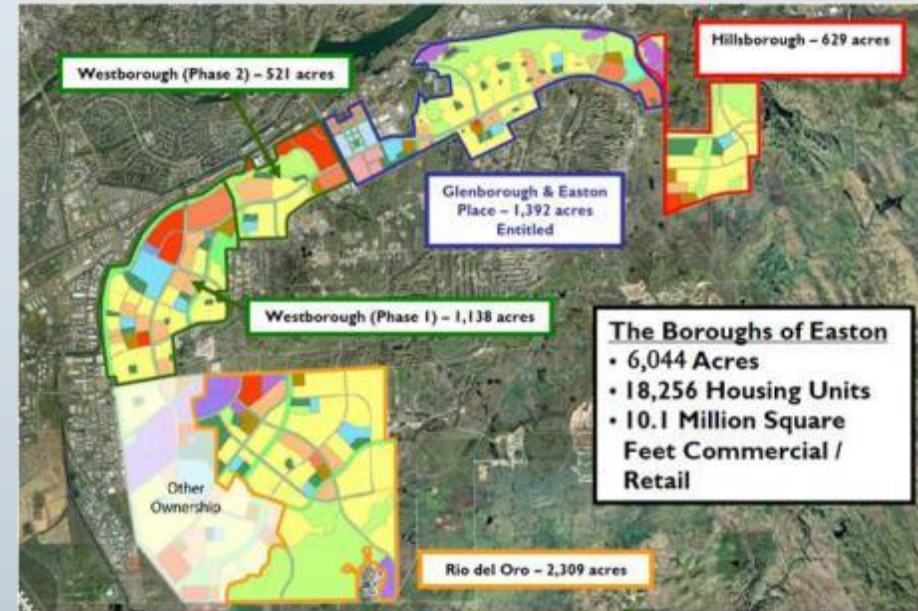 Westborough (Phase 2) – 521 acres
Hillsborough – 629 acres
Glenborough & Easton
Place – 1,392 acres
Entitled
Westborough (Phase 1) – 1,138 acres
The Boroughs of Easton
• 6,044 Acres
• 18,256 Housing Units
• 10.1 Million Square
Feet Commercial /
Retail
Other
Ownership
Rio del Oro – 2,309 acres